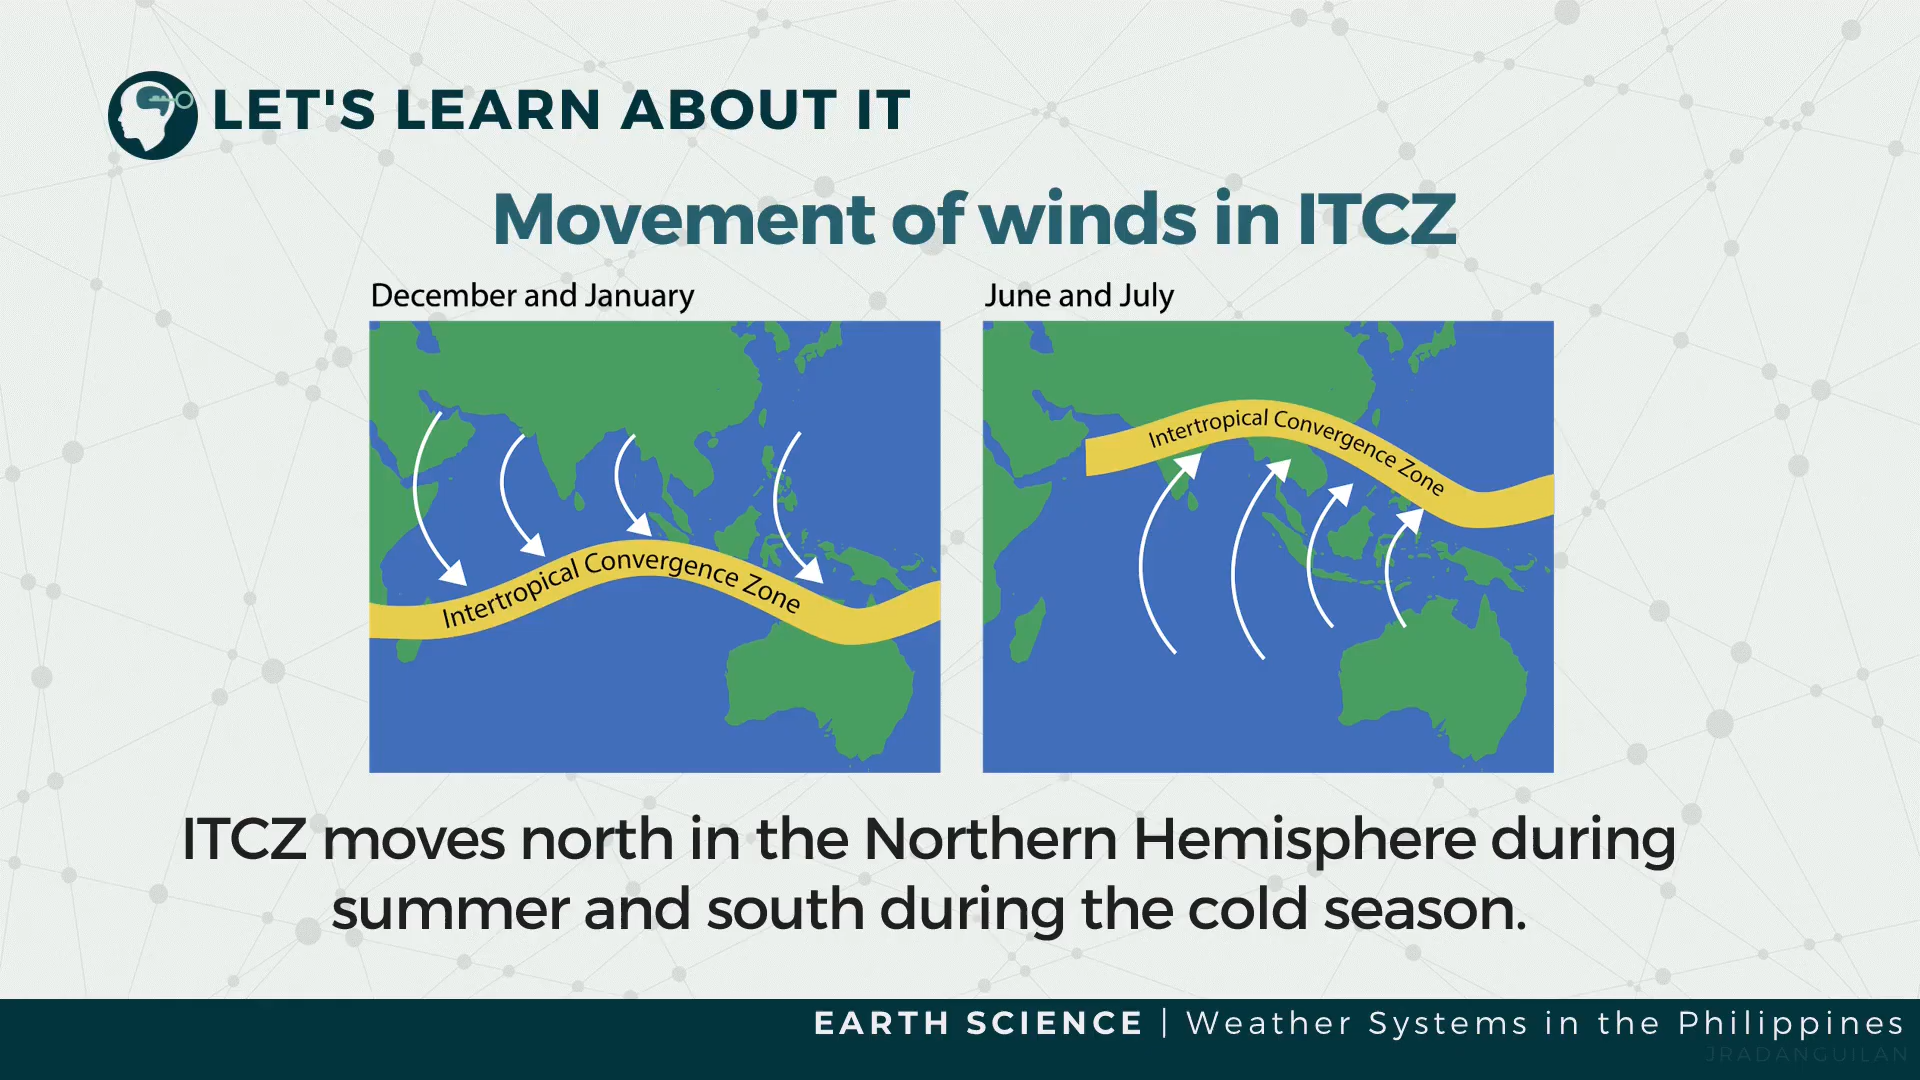 LET'S LEARN ABOUT IT
Movement of winds in ITCZ
December and January
Intertropical Convergence Zone
June and July
Intertropical Convergence Zone
ITCZ moves north in the Northern Hemisphere during
summer and south during the cold season.
EARTH SCIENCE | Weather Systems in the Philippines
JRADANGUILAN